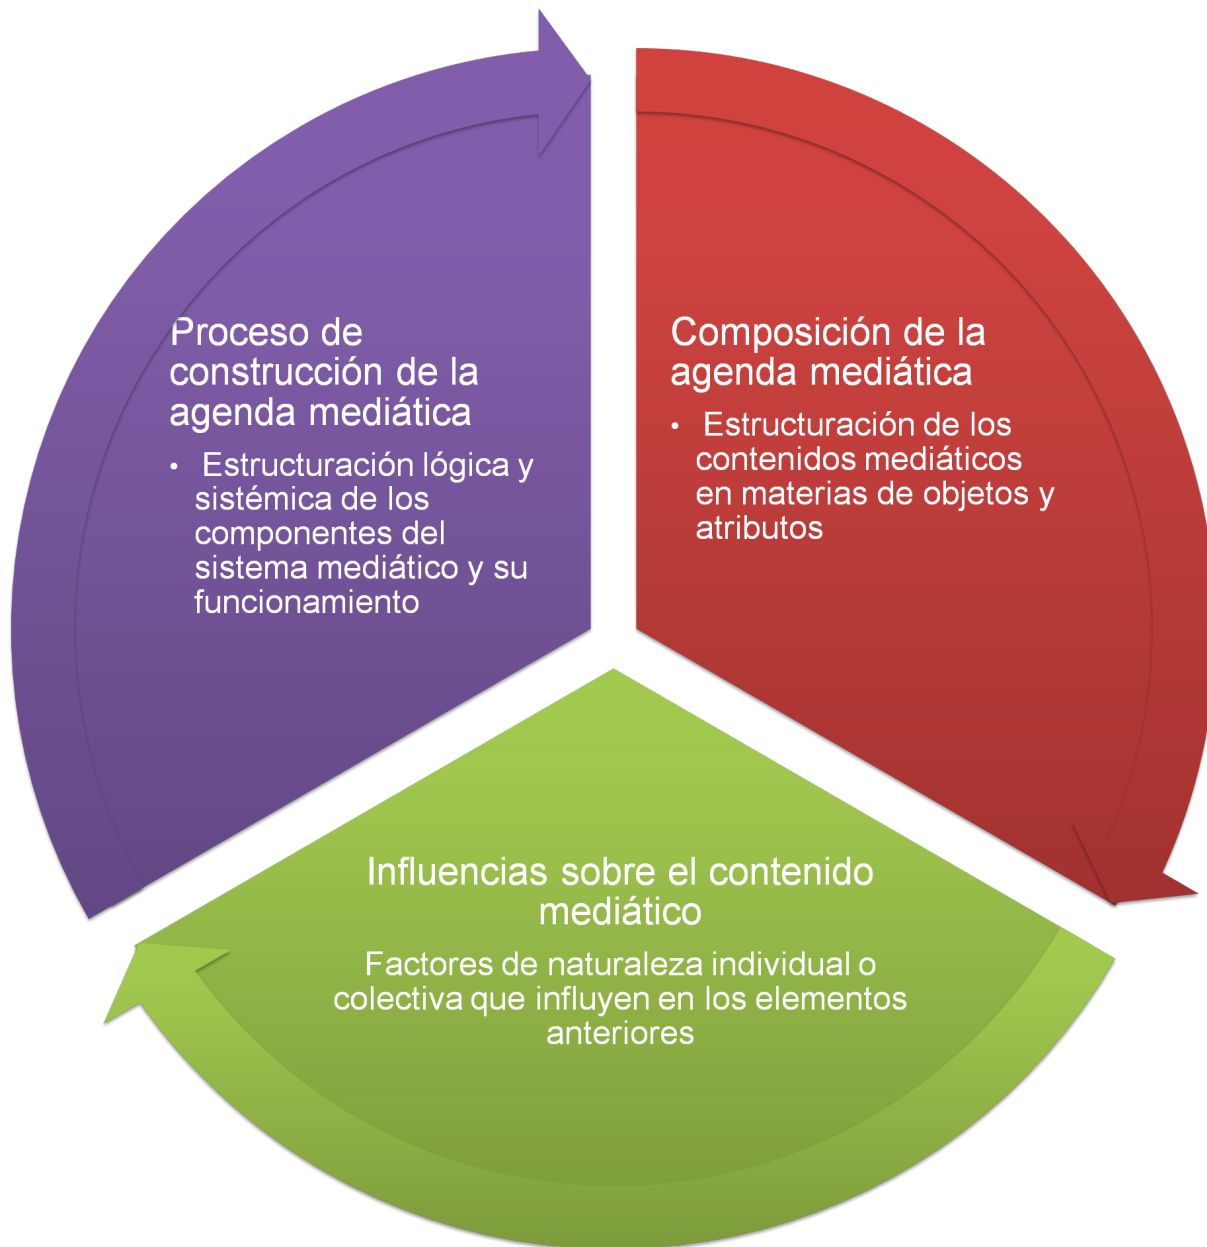 Proceso de
construcción de la
agenda mediática
• Estructuración lógica y
sistémica de los
componentes del
sistema mediático y su
funcionamiento
Composición de la
agenda mediática
• Estructuración de los
contenidos mediáticos
en materias de objetos y
atributos
Influencias sobre el contenido
mediático
Factores de naturaleza individual o
colectiva que influyen en los elementos
anteriores